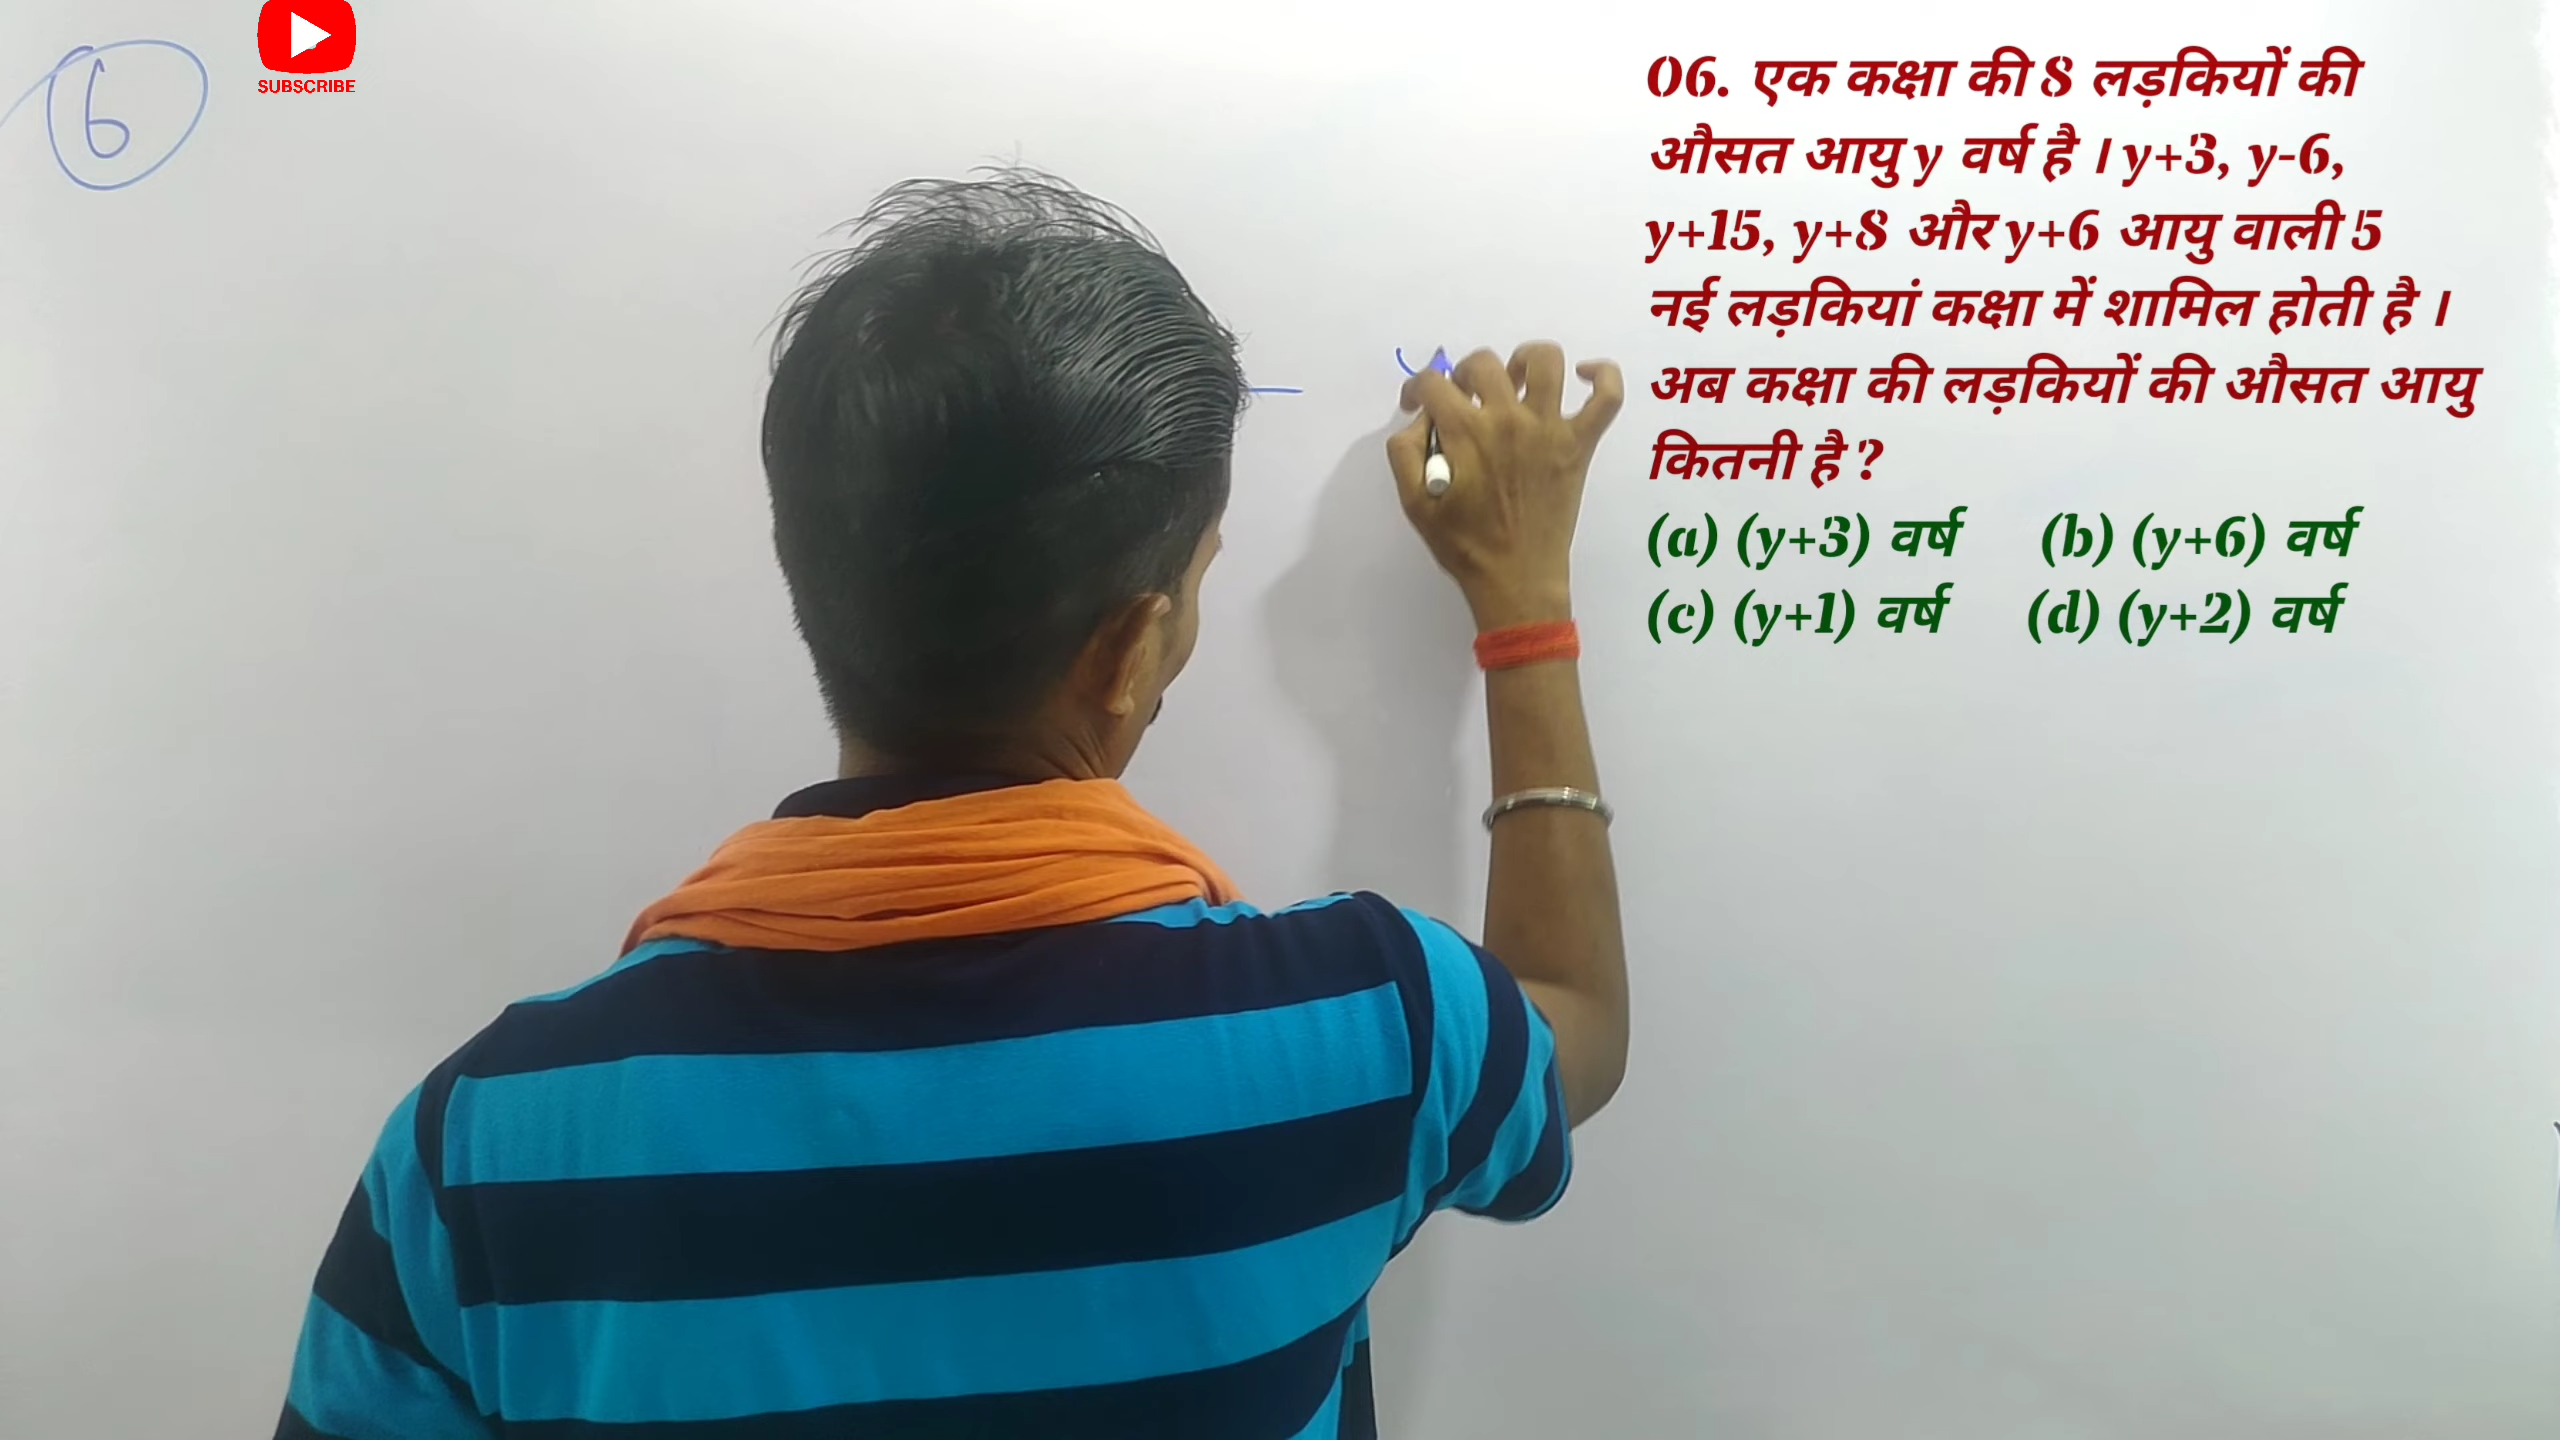 6
SUBSCRIBE
06. एक कक्षा की 8 लड़कियों की
औसत आयु y वर्ष है । y+3, y-6,
y+15, y+8 और y+6 आयु वाली 5
नई लड़कियां कक्षा में शामिल होती है ।
अब कक्षा की लड़कियों की औसत आयु
कितनी है ?
(a) (y+3) वर्ष (b) (y+6) वर्ष
(c) (y+1) वर्ष (d) (y+2) वर्ष